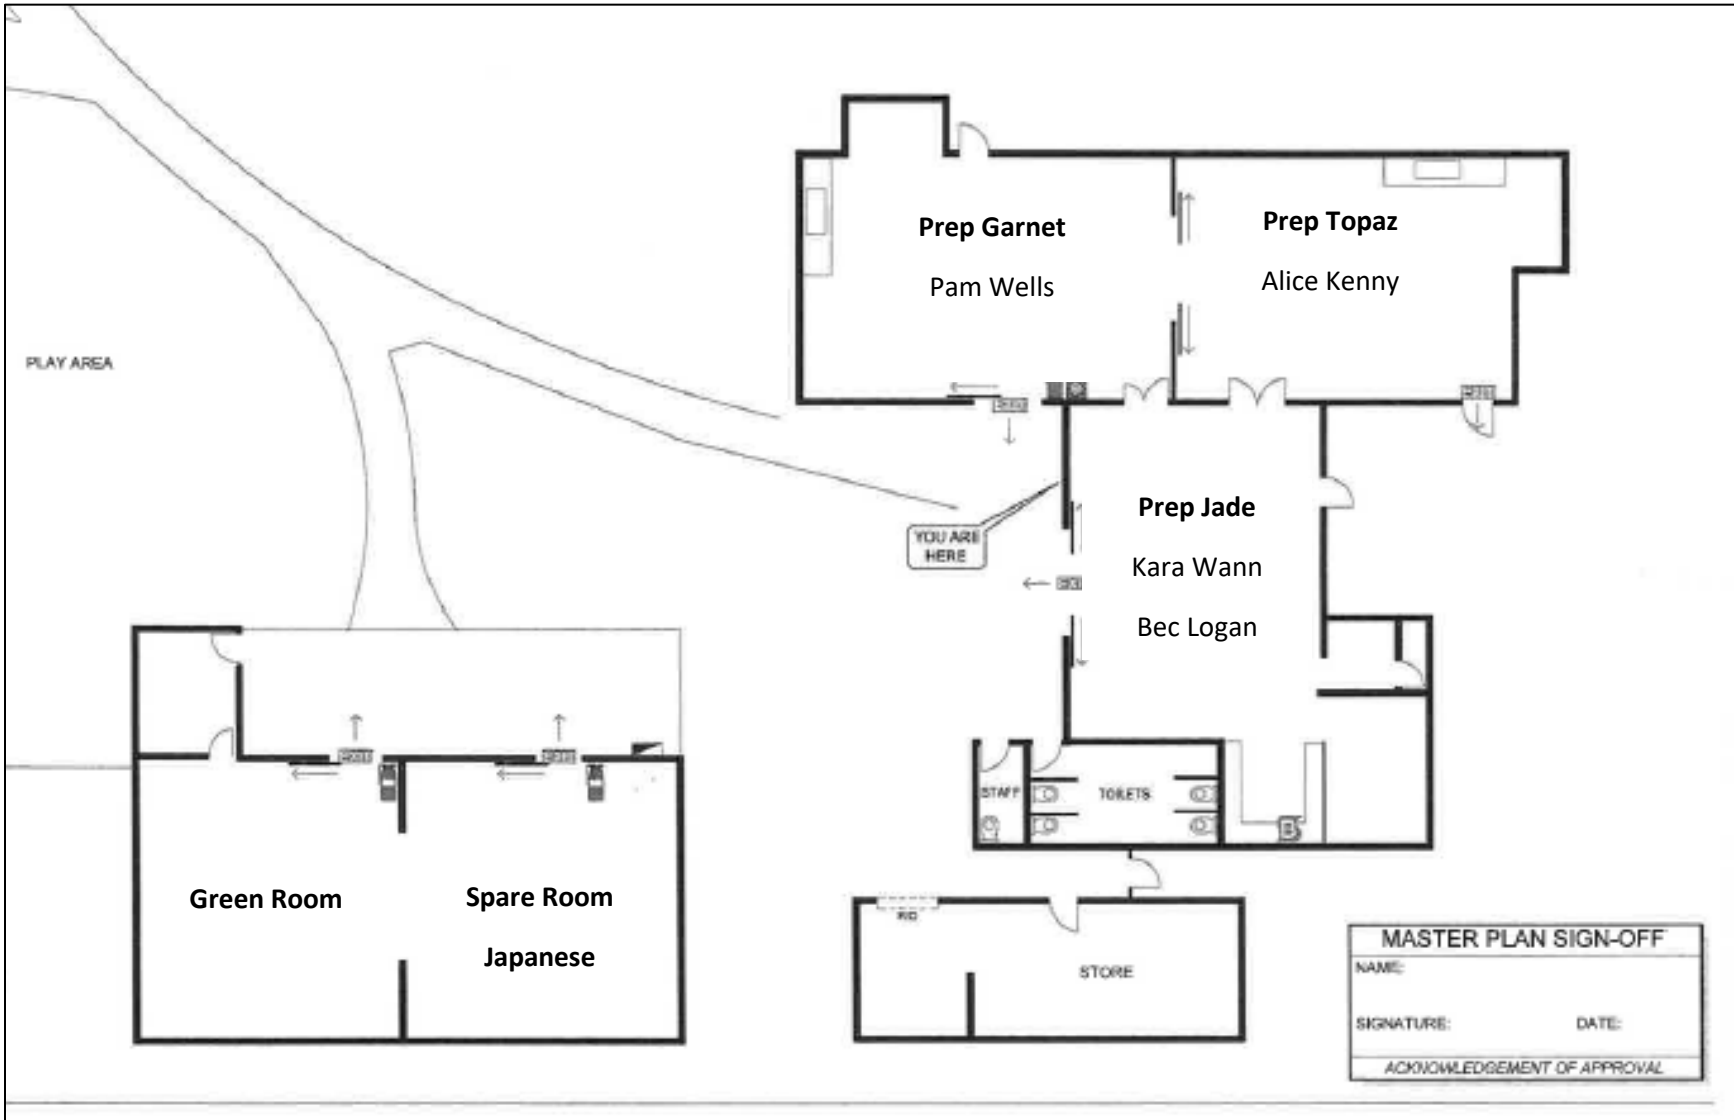 Prep Garnet
Pam Wells
Prep Topaz
Alice Kenny
PLAY AREA
YOU ARE
HERE
Prep Jade
Kara Wann
Bec Logan
STAFF
TOILETS
Green Room
Spare Room
Japanese
STORE
MASTER PLAN SIGN-OFF
NAME:
SIGNATURE: DATE:
ACKNOWLEDGEMENT OF APPROVAL